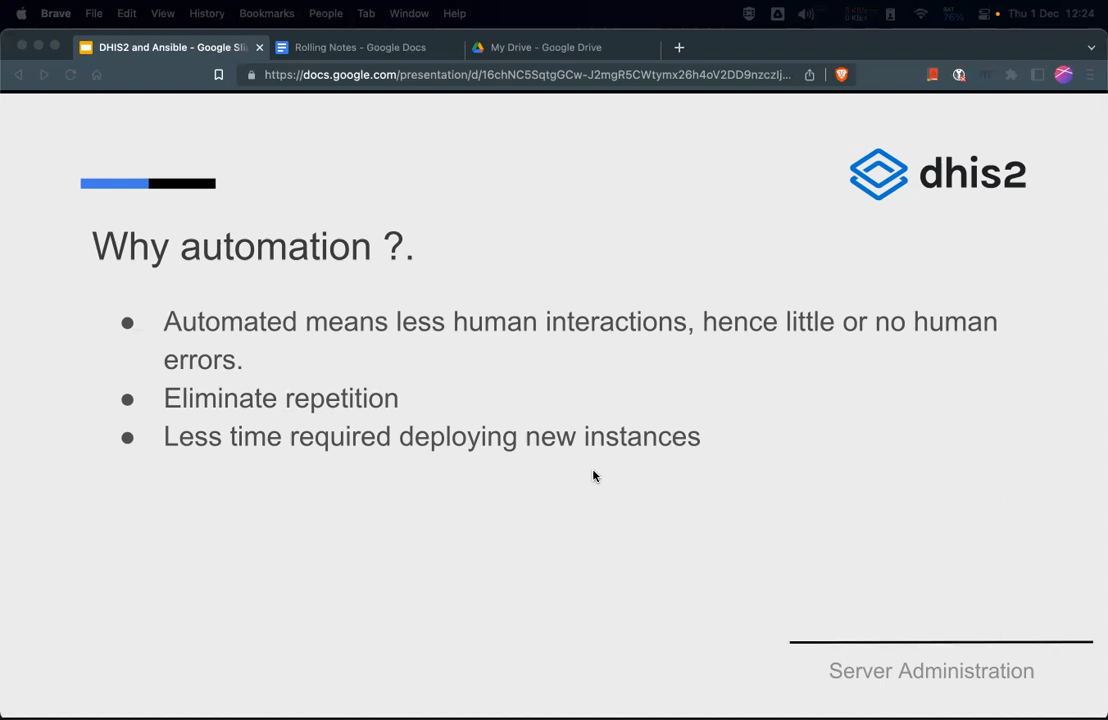 Brave File Edit View History Bookmarks People Tab Window Help
76% Thu 1 Dec 12:24
DHIS2 and Ansible - Google Sli
Rolling Notes - Google Docs
My Drive - Google Drive
https://docs.google.com/presentation/d/16chNC5SqtgGCw-J2mgR5CWtymx26h4oV2DD9nzczlj...
dhis2
Why automation ?.
● Automated means less human interactions, hence little or no human
errors.
● Eliminate repetition
● Less time required deploying new instances
Server Administration